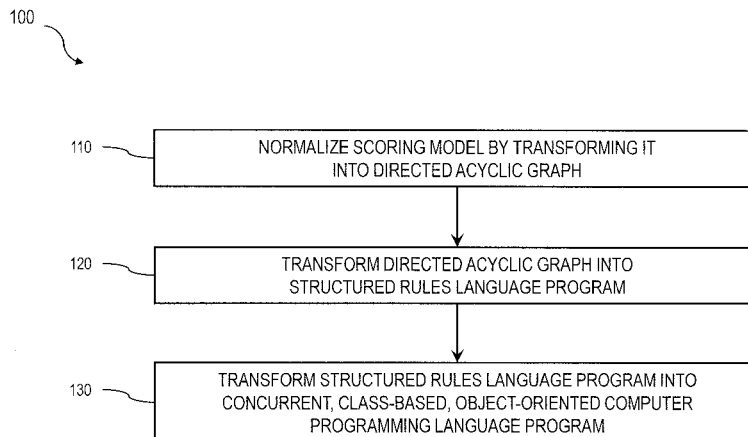 100
110
NORMALIZE SCORING MODEL BY TRANSFORMING IT
INTO DIRECTED ACYCLIC GRAPH
120
TRANSFORM DIRECTED ACYCLIC GRAPH INTO
STRUCTURED RULES LANGUAGE PROGRAM
130
TRANSFORM STRUCTURED RULES LANGUAGE PROGRAM INTO
CONCURRENT, CLASS-BASED, OBJECT-ORIENTED COMPUTER
PROGRAMMING LANGUAGE PROGRAM